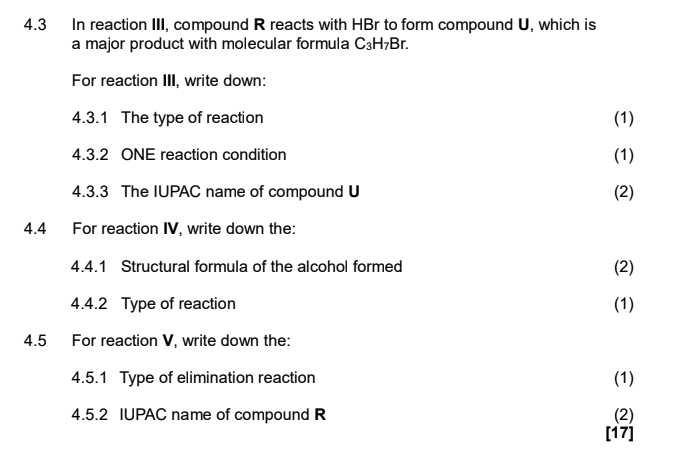 4.3 In reaction III, compound R reacts with HBr to form compound U, which is
a major product with molecular formula C₃H₇Br.
For reaction III, write down:
4.3.1 The type of reaction (1)
4.3.2 ONE reaction condition (1)
4.3.3 The IUPAC name of compound U (2)
4.4 For reaction IV, write down the:
4.4.1 Structural formula of the alcohol formed (2)
4.4.2 Type of reaction (1)
4.5 For reaction V, write down the:
4.5.1 Type of elimination reaction (1)
4.5.2 IUPAC name of compound R (2)
[17]